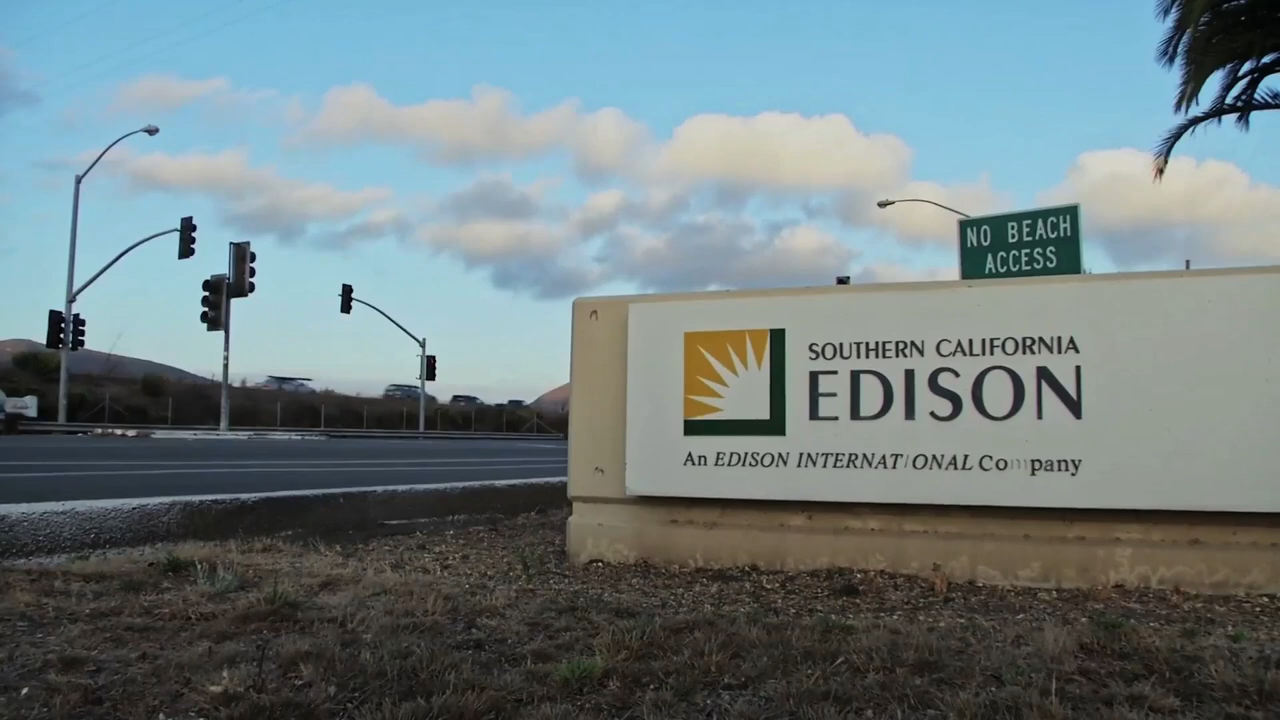 NO BEACH
ACCESS
SOUTHERN CALIFORNIA
EDISON
An EDISON INTERNATIONAL Company